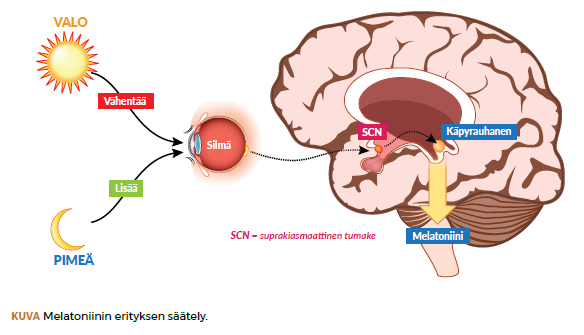 VALO
Vähentää
Silmä
Lisää
PIMEÄ
SCN
Käpyrauhanen
Melatoniini
SCN = suprakiasmaattinen tumake
KUVA Melatoniinin erityksen säätely.